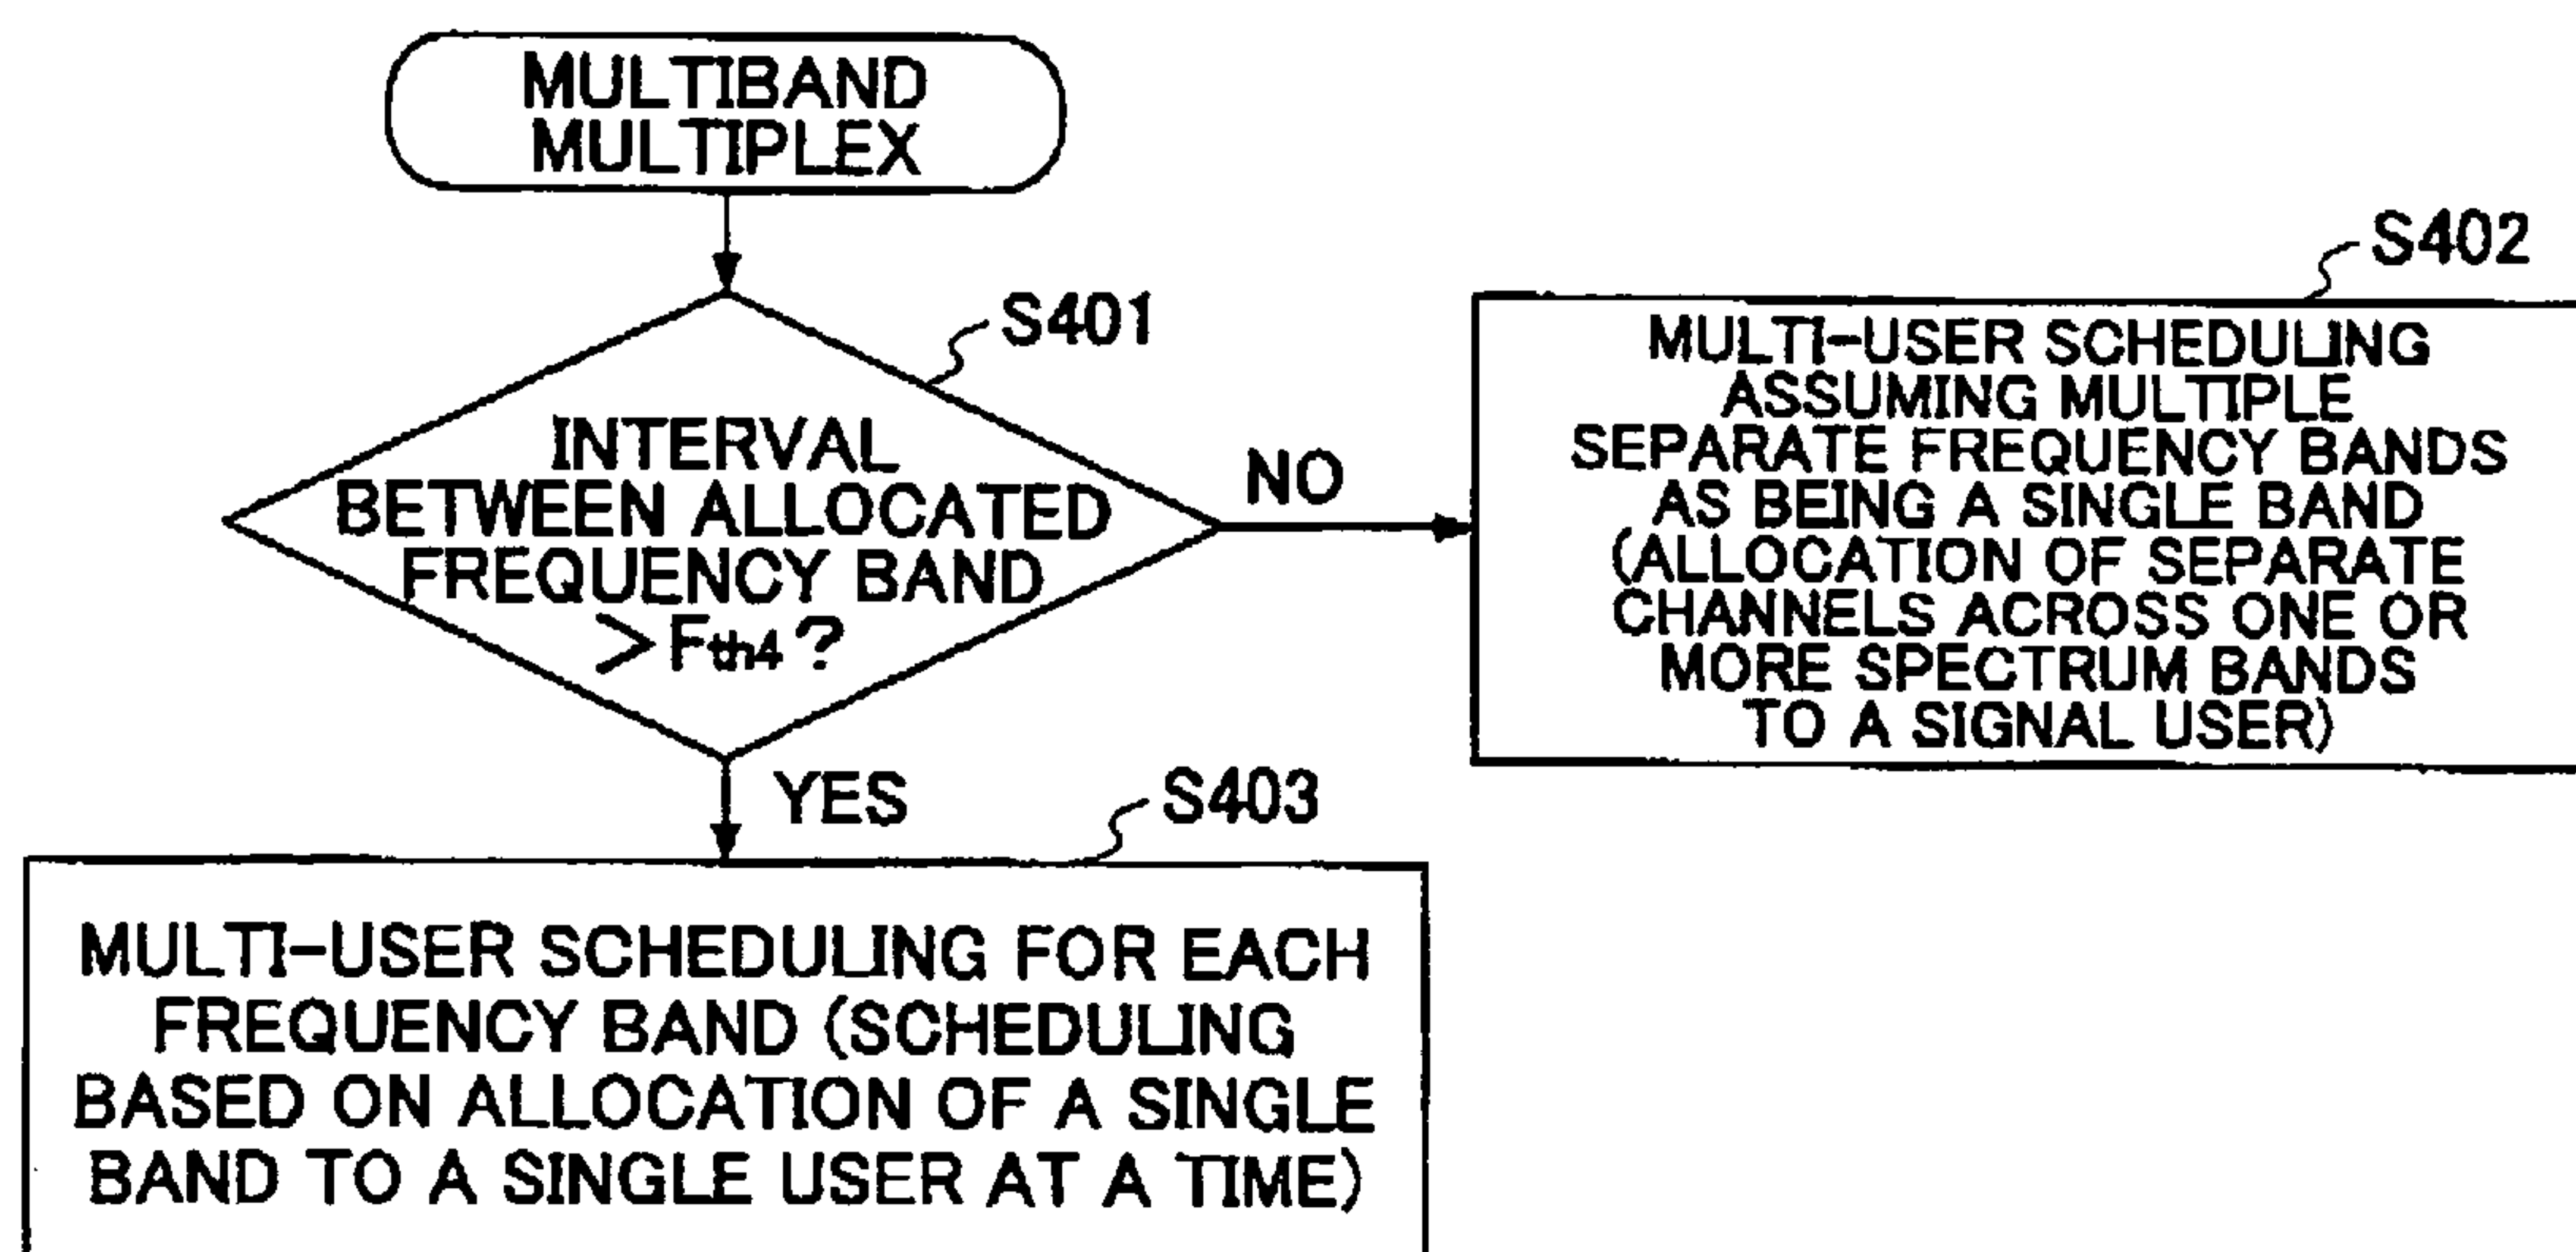 MULTIBAND
MULTIPLEX
S401
INTERVAL
BETWEEN ALLOCATED
FREQUENCY BAND
> Fth4 ?
NO
S402
MULTI-USER SCHEDULING
ASSUMING MULTIPLE
SEPARATE FREQUENCY BANDS
AS BEING A SINGLE BAND
(ALLOCATION OF SEPARATE
CHANNELS ACROSS ONE OR
MORE SPECTRUM BANDS
TO A SIGNAL USER)
YES
S403
MULTI-USER SCHEDULING FOR EACH
FREQUENCY BAND (SCHEDULING
BASED ON ALLOCATION OF A SINGLE
BAND TO A SINGLE USER AT A TIME)